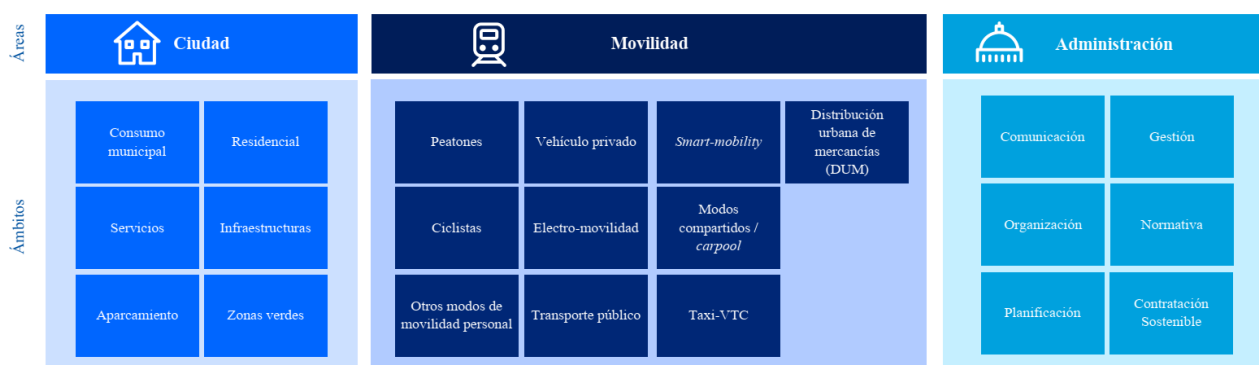 Áreas
Ciudad
Movilidad
Administración
Ámbitos
Consumo
municipal
Residencial
Servicios
Infraestructuras
Aparcamiento
Zonas verdes
Peatones
Vehículo privado
Smart-mobility
Distribución
urbana de
mercancías
(DUM)
Ciclistas
Electro-movilidad
Modos
compartidos /
carpool
Otros modos de
movilidad personal
Transporte público
Taxi-VTC
Comunicación
Gestión
Organización
Normativa
Planificación
Contratación
Sostenible